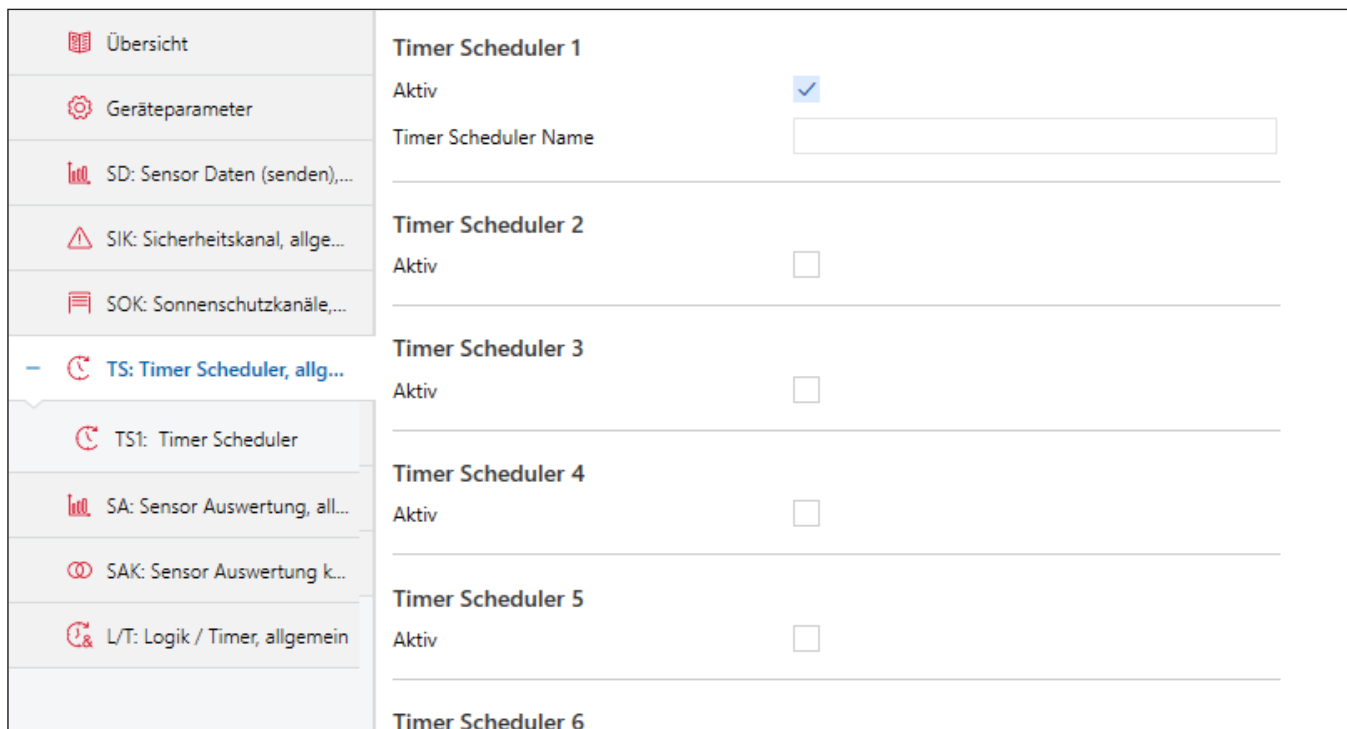 Übersicht
Geräteparameter
SD: Sensor Daten (senden),...
SIK: Sicherheitskanal, allge...
SOK: Sonnenschutzkanäle,...
TS: Timer Scheduler, allg...
TS1: Timer Scheduler
SA: Sensor Auswertung, all...
SAK: Sensor Auswertung k...
L/T: Logik / Timer, allgemein
Timer Scheduler 1
Aktiv
Timer Scheduler Name
Timer Scheduler 2
Aktiv
Timer Scheduler 3
Aktiv
Timer Scheduler 4
Aktiv
Timer Scheduler 5
Aktiv
Timer Scheduler 6